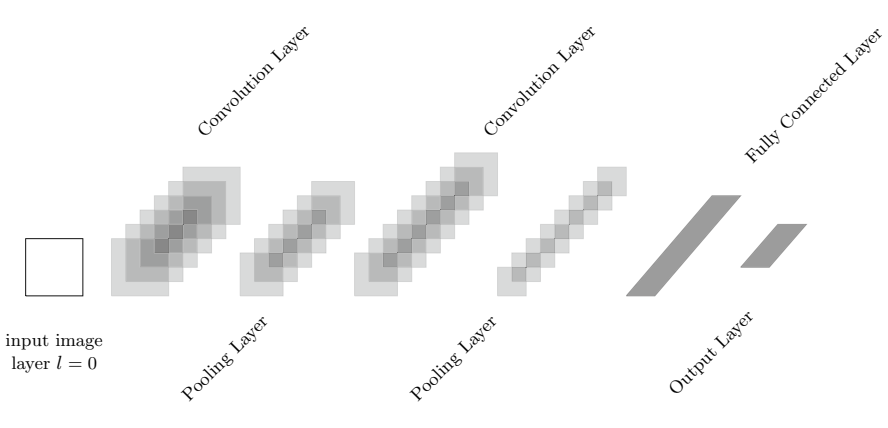 Convolution Layer
Convolution Layer
Fully Connected Layer
input image
layer l = 0
Pooling Layer
Pooling Layer
Output Layer